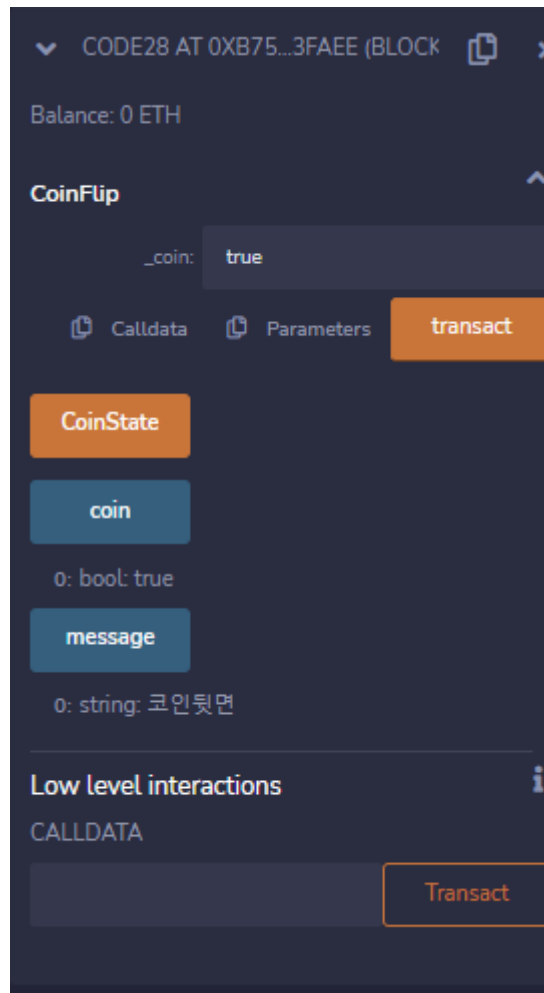 CODE28 AT 0XB75...3FAEE (BLOCK
Balance: 0 ETH
CoinFlip
_coin: true
Calldata Parameters transact
CoinState
coin
0: bool: true
message
0: string: 코인뒷면
Low level interactions
CALLDATA
Transact